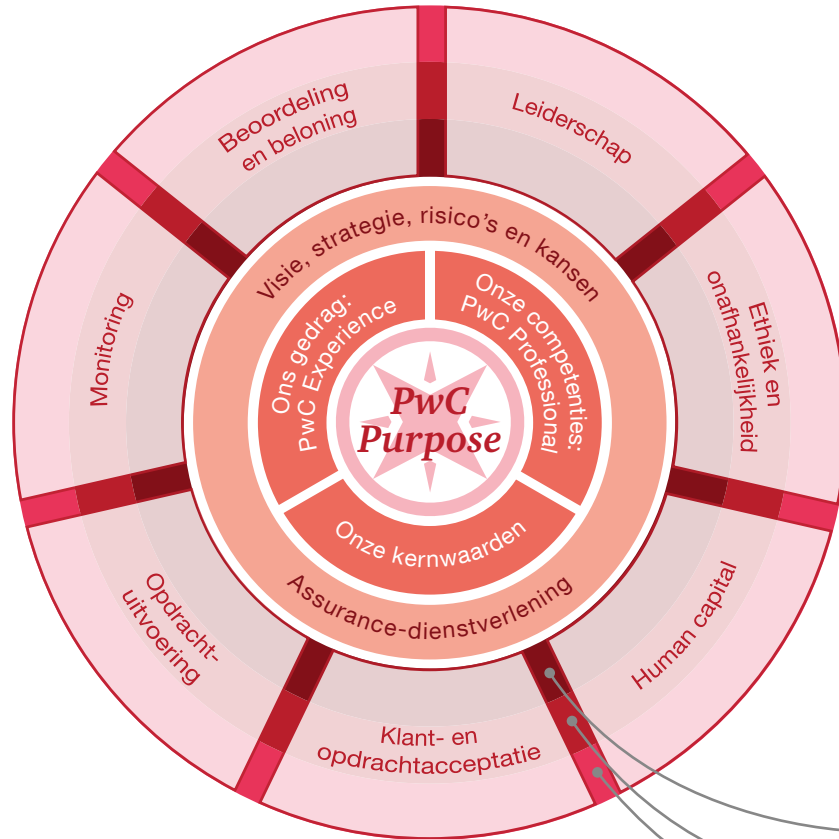 Beoordeling
en beloning
Leiderschap
Ethiek en
onafhankelijkheid
Human capital
Klant- en
opdrachtacceptatie
Opdracht-
uitvoering
Monitoring
Visie, strategie, risico's en kansen
Assurance-dienstverlening
Ons gedrag:
PwC Experience
Onze competenties:
PwC Professional
Onze kernwaarden
PwC
Purpose